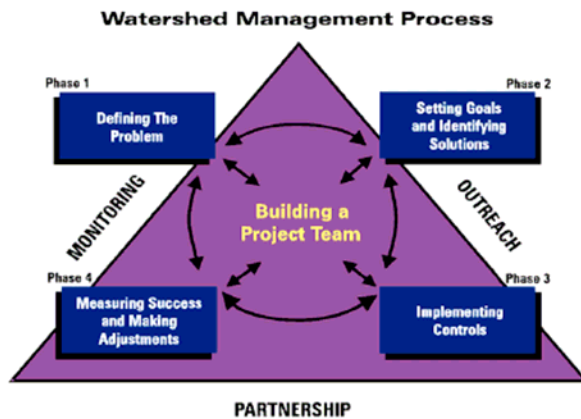 Watershed Management Process
Phase 1
Defining The
Problem
Phase 2
Setting Goals
and Identifying
Solutions
MONITORING
Building a
Project Team
OUTREACH
Phase 4
Measuring Success
and Making
Adjustments
Phase 3
Implementing
Controls
PARTNERSHIP